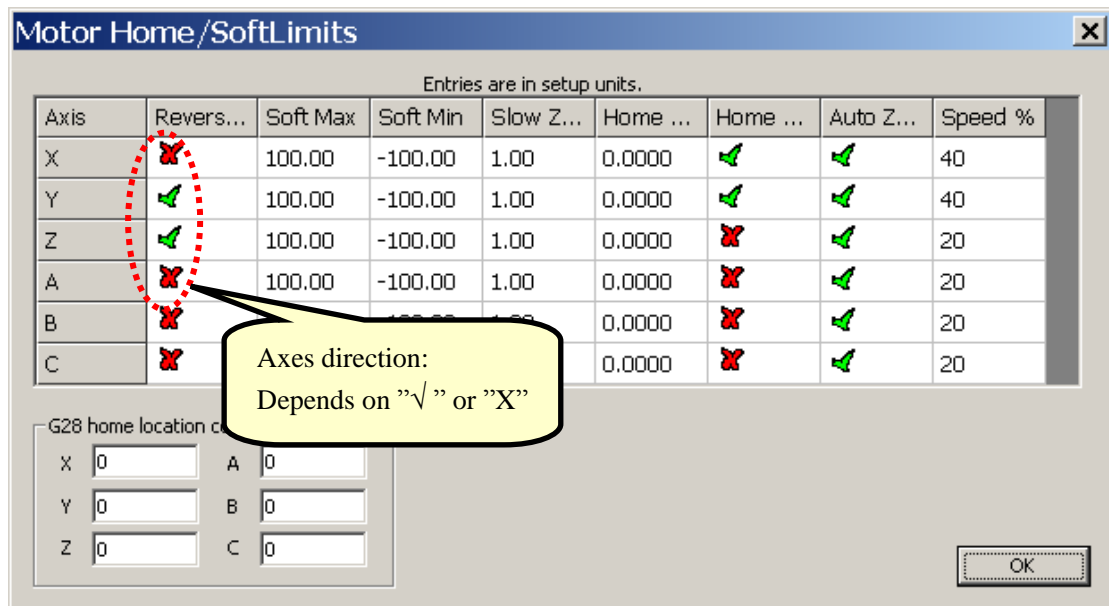 Motor Home/SoftLimits
Entries are in setup units.
Axis Revers... Soft Max Soft Min Slow Z... Home ... Home ... Auto Z... Speed %
X 100.00 -100.00 1.00 0.0000 40
Y 100.00 -100.00 1.00 0.0000 40
Z 100.00 -100.00 1.00 0.0000 20
A 100.00 -100.00 1.00 0.0000 20
B 0.0000 20
C 0.0000 20
Axes direction:
Depends on ”√ ” or ”X”
G28 home location
X 0 A 0
Y 0 B 0
Z 0 C 0
OK